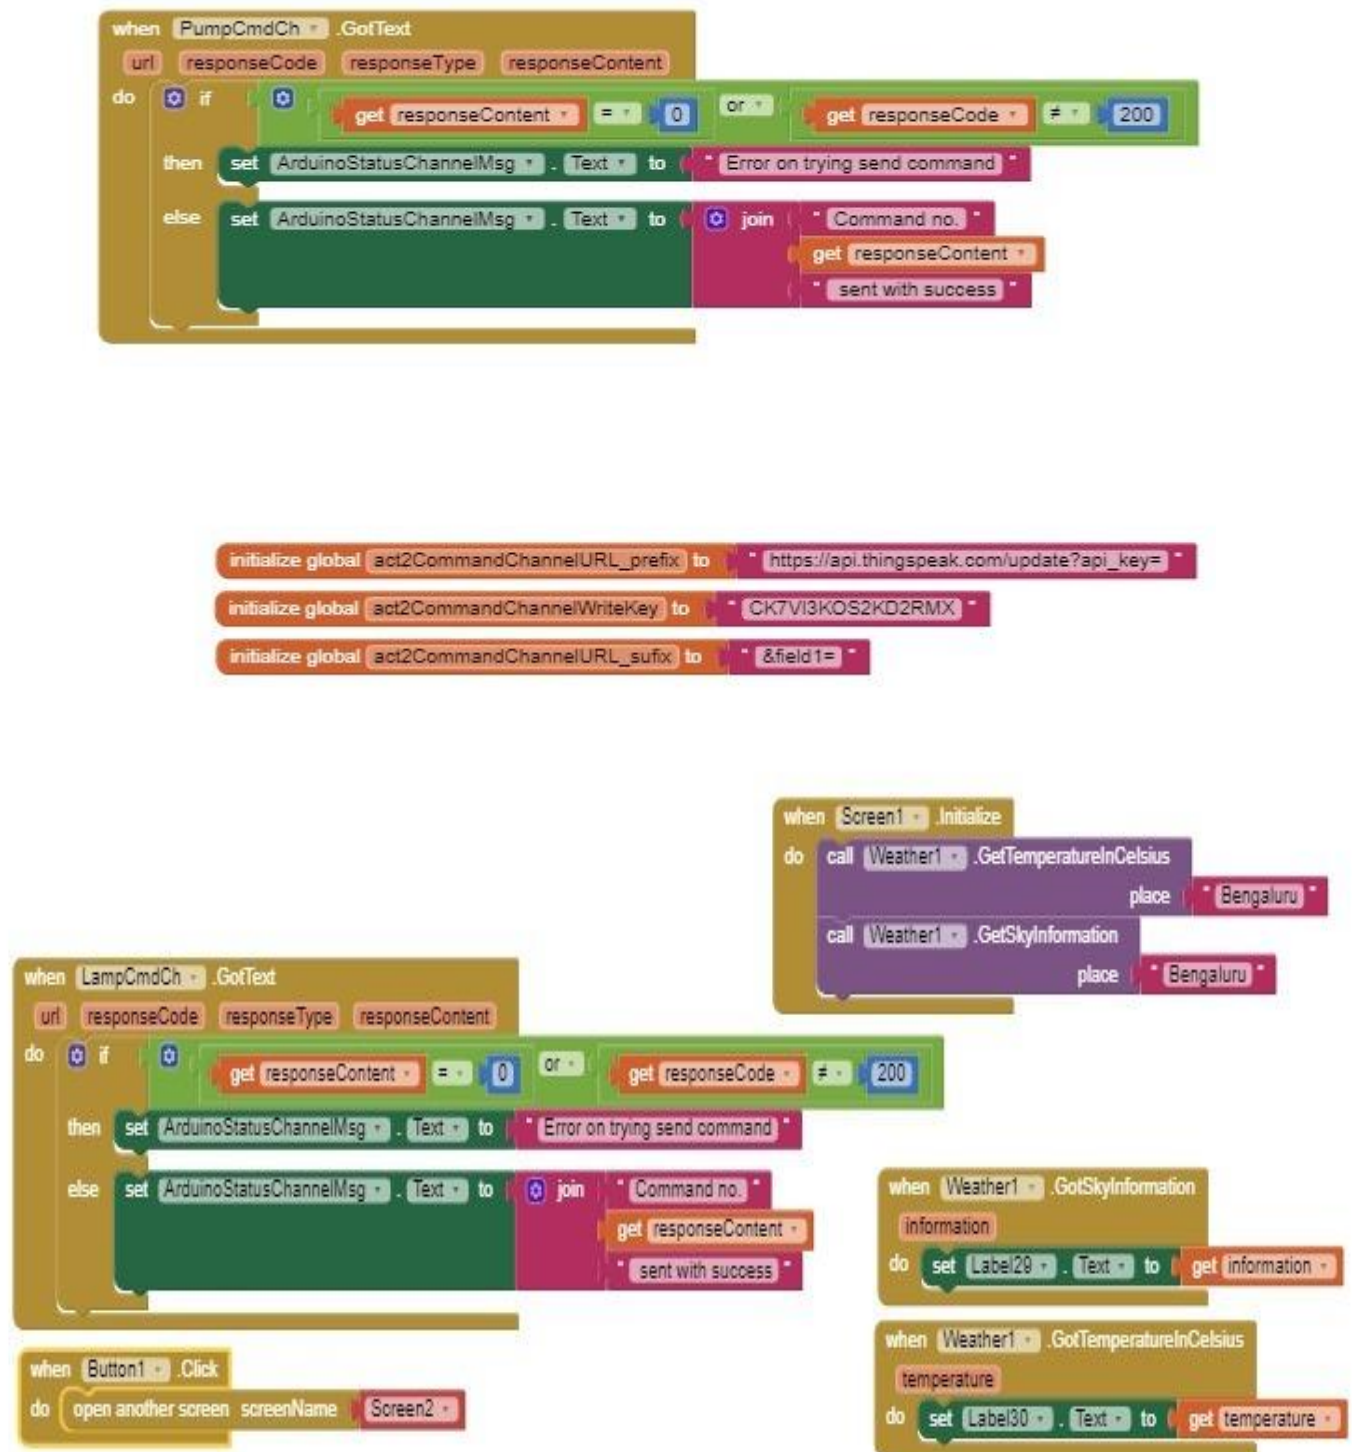 when PumpCmdCh .GotText
url responseCode responseType responseContent
do if get responseContent = 0 or get responseCode ≠ 200
then set ArduinoStatusChannelMsg . Text to " Error on trying send command "
else set ArduinoStatusChannelMsg . Text to join " Command no. "
get responseContent
" sent with success "
initialize global act2CommandChannelURL_prefix to " https://api.thingspeak.com/update?api_key= "
initialize global act2CommandChannelWriteKey to " CK7VI3KOS2KD2RMX "
initialize global act2CommandChannelURL_sufix to " &field1= "
when Screen1 .Initialize
do call Weather1 .GetTemperatureInCelsius
place " Bengaluru "
call Weather1 .GetSkyInformation
place " Bengaluru "
when LampCmdCh .GotText
url responseCode responseType responseContent
do if get responseContent = 0 or get responseCode ≠ 200
then set ArduinoStatusChannelMsg . Text to " Error on trying send command "
else set ArduinoStatusChannelMsg . Text to join " Command no. "
get responseContent
" sent with success "
when Weather1 .GotSkyInformation
information
do set Label29 . Text to get information
when Button1 .Click
do open another screen screenName Screen2
when Weather1 .GotTemperatureInCelsius
temperature
do set Label30 . Text to get temperature